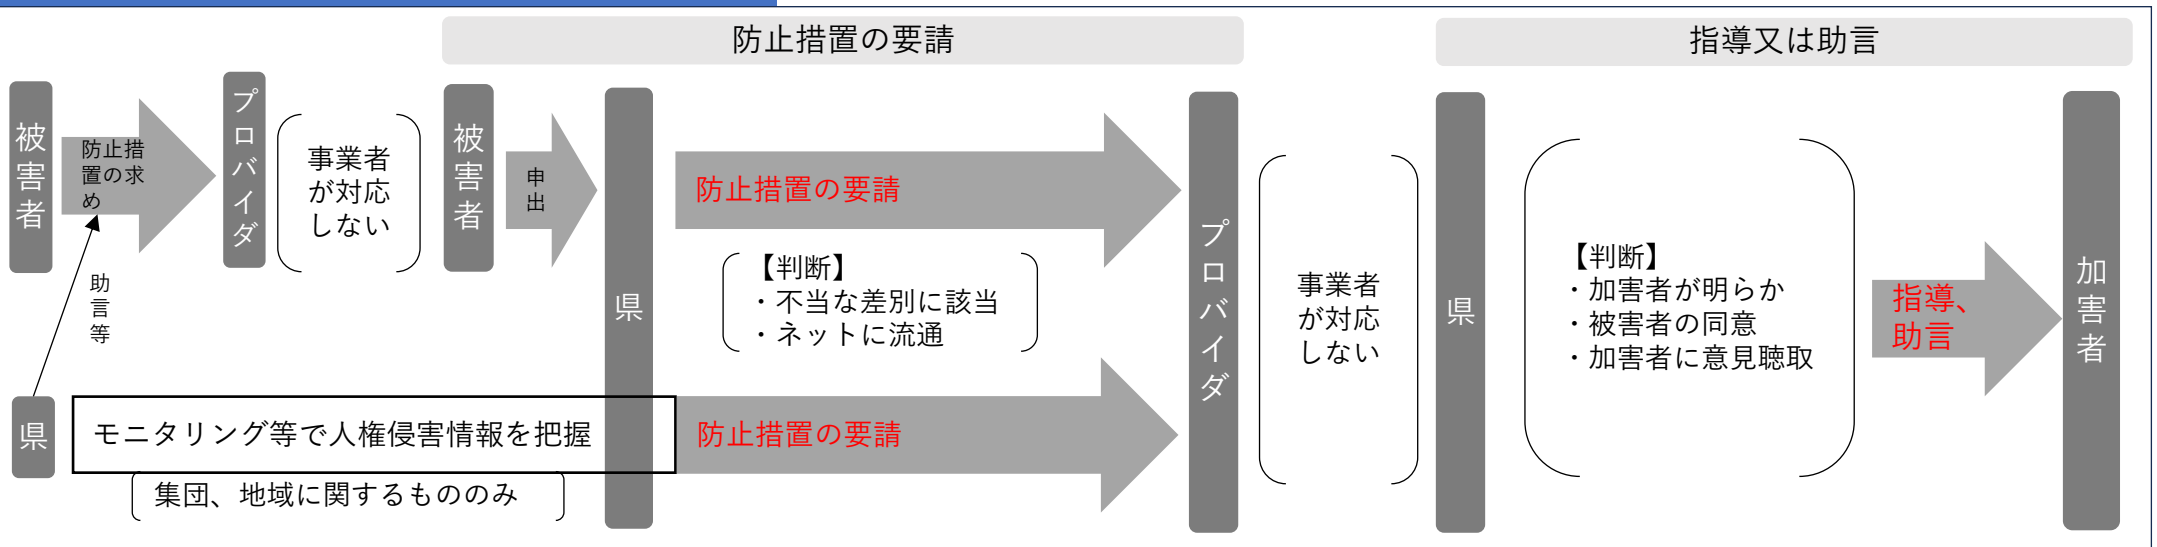 防止措置の要請
指導又は助言
被害者
防止措
置の求
め
プロバイダ
事業者
が対応
しない
被害者
申出
県
防止措置の要請
【判断】
・不当な差別に該当
・ネットに流通
助言等
県
モニタリング等で人権侵害情報を把握
集団、地域に関するもののみ
防止措置の要請
プロバイダ
事業者
が対応
しない
県
【判断】
・加害者が明らか
・被害者の同意
・加害者に意見聴取
指導、
助言
加害者